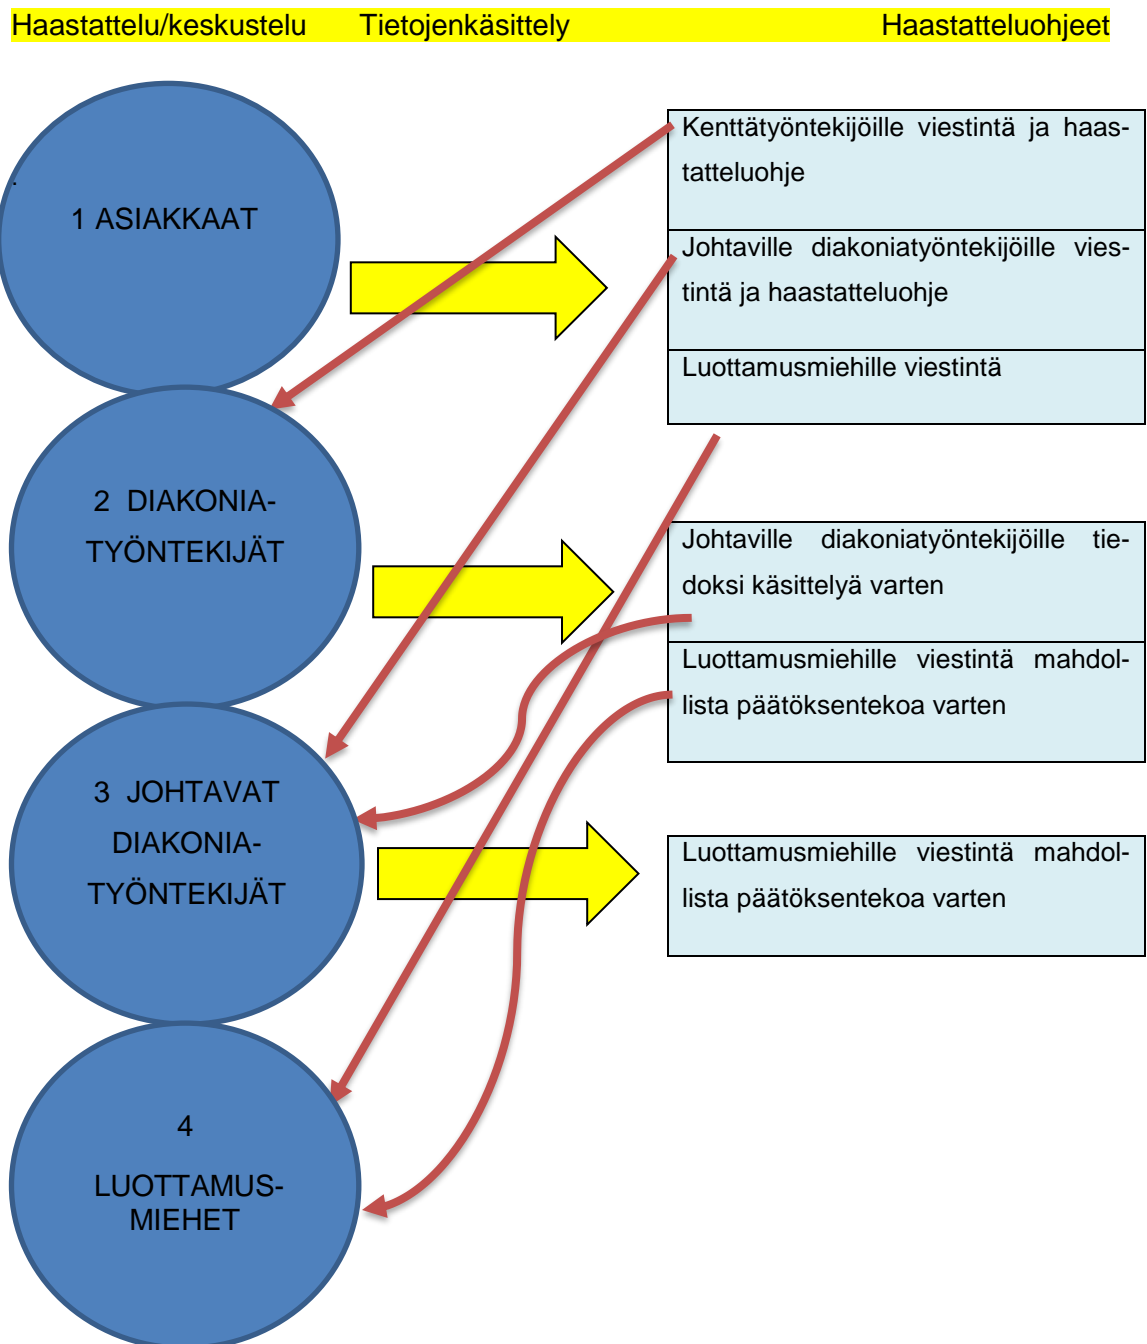 Haastattelu/keskustelu Tietojenkäsittely Haastatteluohjeet
.
1 ASIAKKAAT
Kenttätyöntekijöille viestintä ja haas-
tatteluohje
Johtaville diakoniatyöntekijöille vies-
tintä ja haastatteluohje
Luottamusmiehille viestintä
2 DIAKONIA-
TYÖNTEKIJÄT
Johtaville diakoniatyöntekijöille tie-
doksi käsittelyä varten
Luottamusmiehille viestintä mahdol-
lista päätöksentekoa varten
3 JOHTAVAT
DIAKONIA-
TYÖNTEKIJÄT
Luottamusmiehille viestintä mahdol-
lista päätöksentekoa varten
4
LUOTTAMUS-
MIEHET